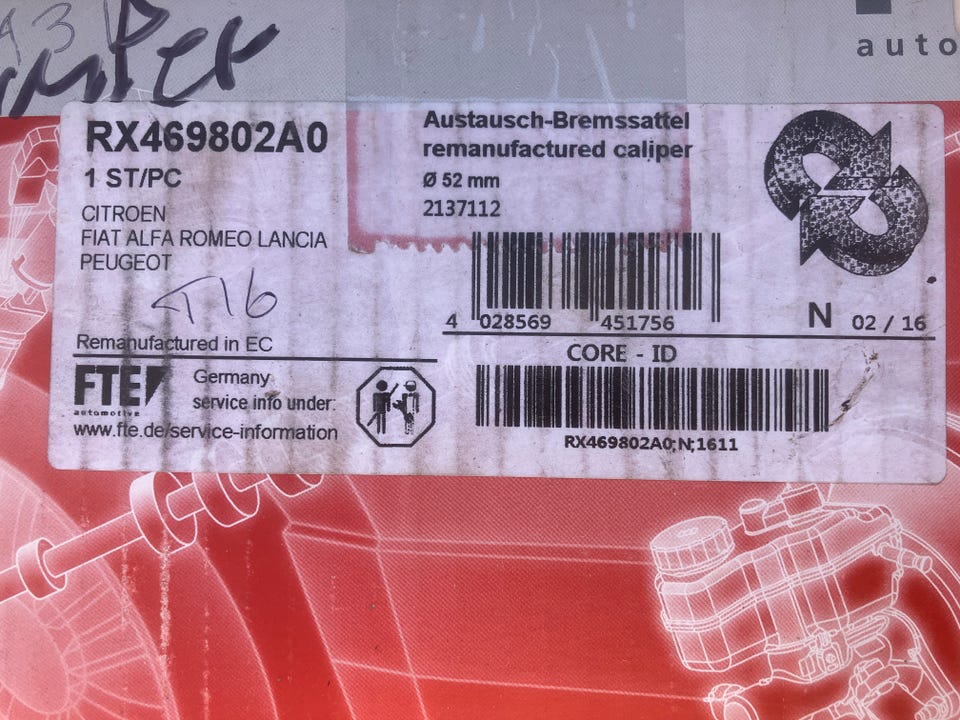 auto
RX469802A0
1 ST/PC
CITROEN
FIAT ALFA ROMEO LANCIA
PEUGEOT
T16
Remanufactured in EC
FTE
automotive
Germany
service info under:
www.fte.de/service-information
Austausch-Bremssattel
remanufactured caliper
Ø 52 mm
2137112
4 028569 451756
N 02 / 16
CORE - ID
RX469802A0;N;1611